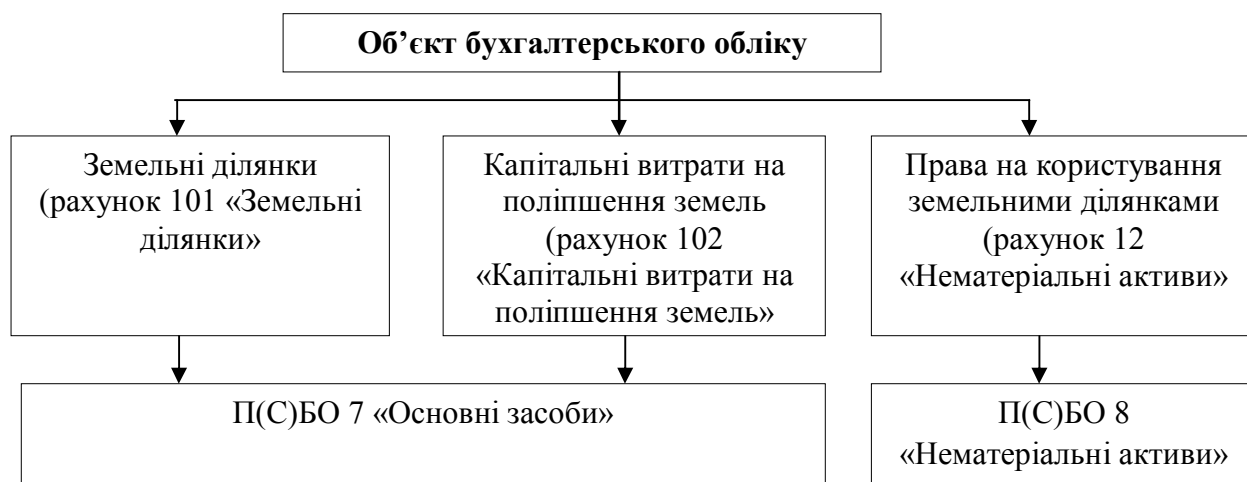 Об’єкт бухгалтерського обліку
Земельні ділянки
(рахунок 101 «Земельні
ділянки»
Капітальні витрати на
поліпшення земель
(рахунок 102
«Капітальні витрати на
поліпшення земель»
Права на користування
земельними ділянками
(рахунок 12
«Нематеріальні активи»
П(С)БО 7 «Основні засоби»
П(С)БО 8
«Нематеріальні активи»